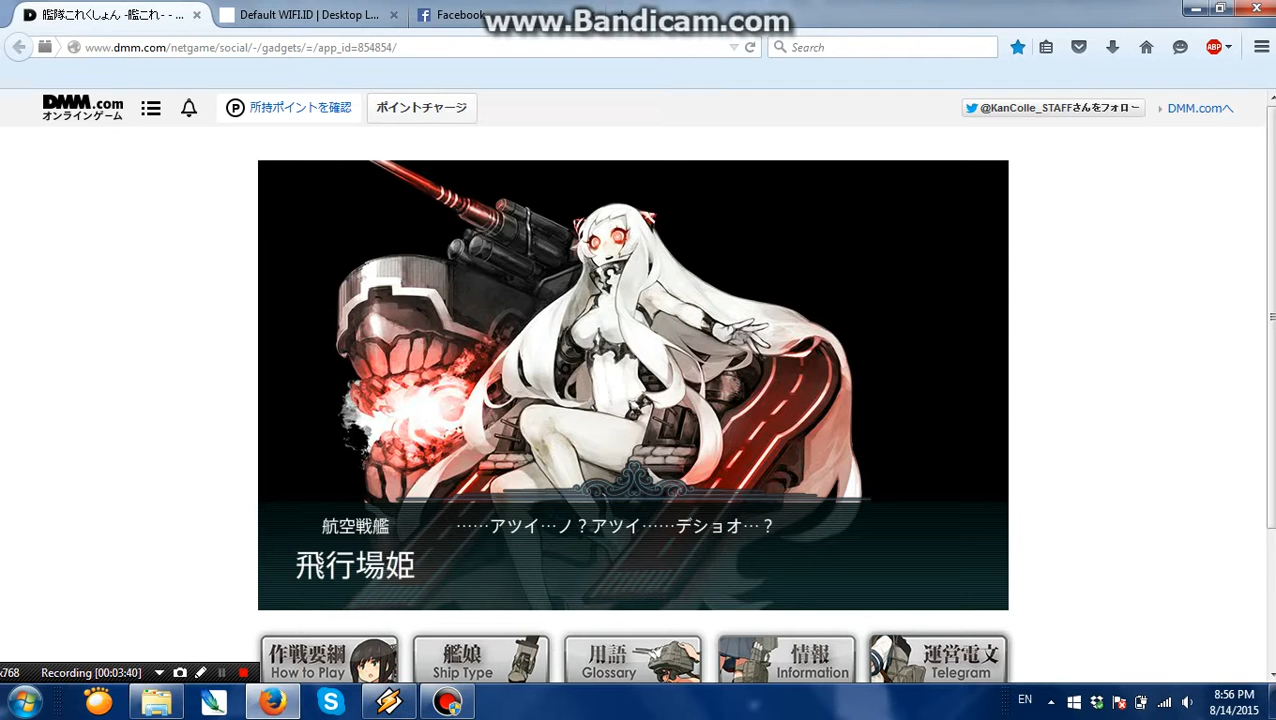 艦隊これくしょん -艦これ- - ...
Default WIFI.ID | Desktop L...
Facebook
www.Bandicam.com
www.dmm.com/netgame/social/-/gadgets/=/app_id=854854/
Search
ABP
DMM.com
オンラインゲーム
P 所持ポイントを確認
ポイントチャージ
@KanColle_STAFFさんをフォロー
DMM.comへ
航空戦艦
……アツイ…ノ？アツイ……デショオ…？
飛行場姫
作戦要綱
How to Play
艦娘
Ship Type
用語
Glossary
情報
Information
運営電文
Telegram
x768
Recording [00:03:40]
EN
8:56 PM
8/14/2015